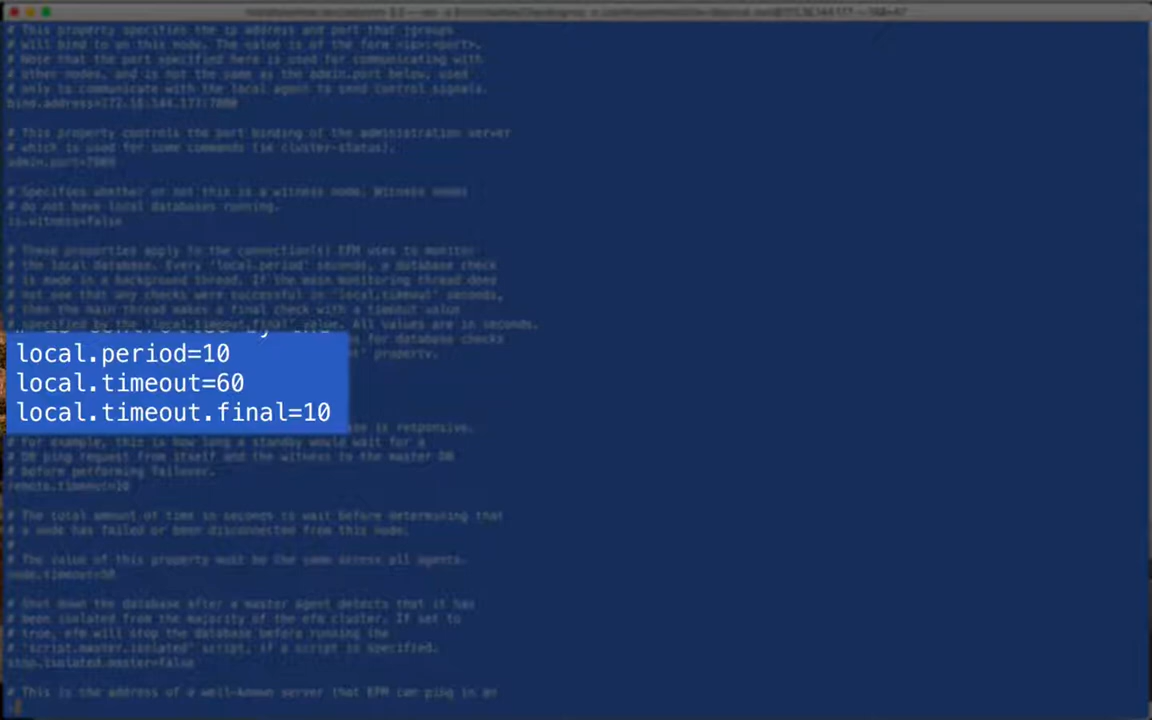 # This property specifies the ip address and port that jgroups
# will bind to on this node. The value is of the form <ip>:<port>.
# Note that the port specified here is used for communicating with
# other nodes, and is not the same as the admin.port below, used
# only to communicate with the local agent to send control signals.
# This property controls the port binding of the administration server
# which is used for some commands (ie cluster-status).
# Specifies whether or not this is a witness node. Witness nodes
# do not have local databases running.
is.witness=false
# These properties apply to the connection(s) EFM uses to monitor
# the local database. Every 'local.period' seconds, a database check
# is made in a background thread. If the main monitoring thread does
# not see that any checks were successful in 'local.timeout' seconds,
# then the main thread makes a final check with a timeout value
# specified by the 'local.timeout.final' value. All values are in seconds.
for database checks
property.
local.period=10
local.timeout=60
local.timeout.final=10
is responsive.
# For example, this is how long a standby would wait for a
# DB ping request from itself and the witness to the master DB
# before performing failover.
remote.timeout=10
# The total amount of time in seconds to wait before determining that
# a node has failed or been disconnected from this node.
#
# The value of this property must be the same across all agents.
# Shut down the database after a master agent detects that it has
# been isolated from the majority of the efm cluster. If set to
# true, efm will stop the database before running the
# 'script.master.isolated' script, if a script is specified.
stop.isolated.master=false
# This is the address of a well-known server that EFM can ping in an